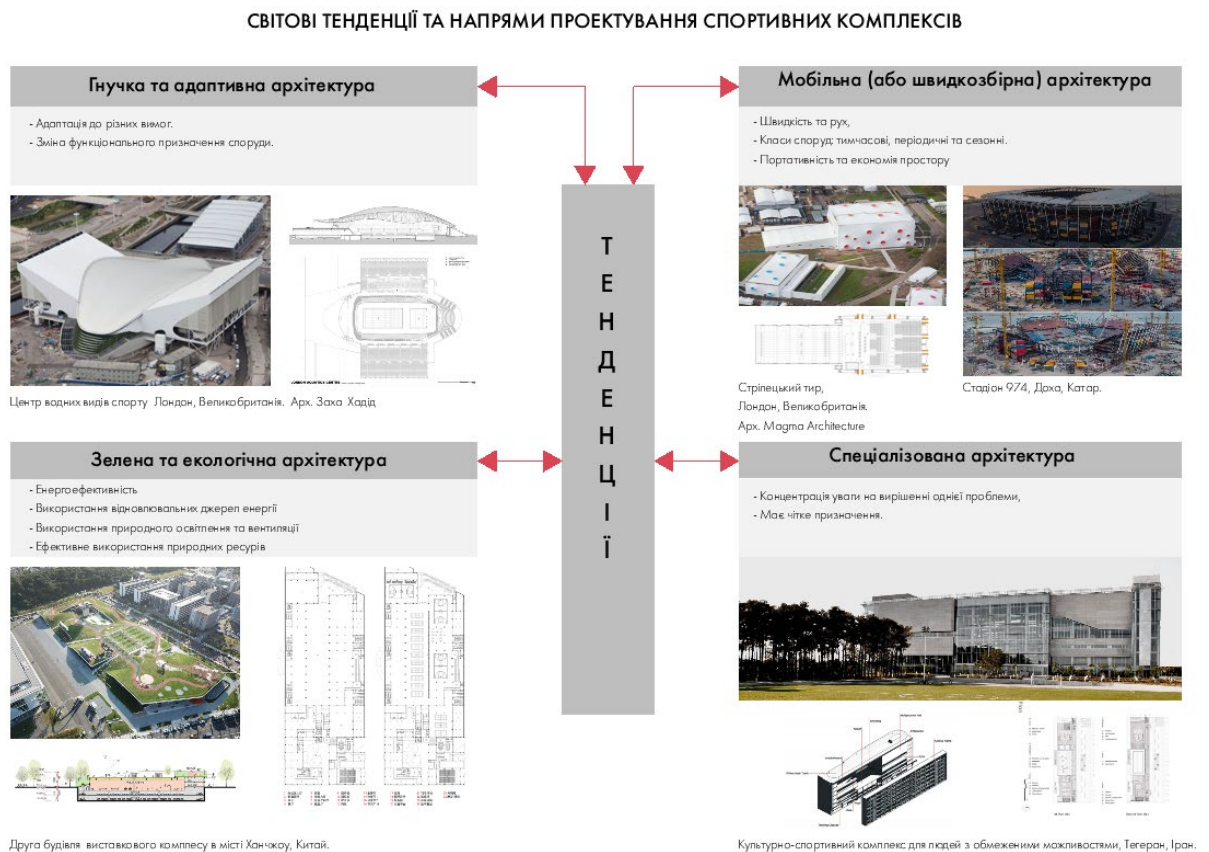 СВІТОВІ ТЕНДЕНЦІЇ ТА НАПРЯМИ ПРОЕКТУВАННЯ СПОРТИВНИХ КОМПЛЕКСІВ
Гнучка та адаптивна архітектура
- Адаптація до різних вимог.
- Зміна функціонального призначення споруди.
LONDON AQUATICS CENTRE
Центр водних видів спорту Лондон, Великобританія. Арх. Заха Хадід
Мобільна (або швидкозбірна) архітектура
- Швидкість та рух,
- Класи споруд: тимчасові, періодичні та сезонні.
- Портативність та економія простору
Стрілецький тир,
Лондон, Великобританія.
Арх. Magma Architecture
Стадіон 974, Доха, Катар.
ТЕНДЕНЦІЇ
Зелена та екологічна архітектура
- Енергоефективність
- Використання відновлювальних джерел енергії
- Використання природного освітлення та вентиляції
- Ефективне використання природних ресурсів
Друга будівля виставкового комплесу в місті Ханчжоу, Китай.
Спеціалізована архітектура
- Концентрація уваги на вирішенні однієї проблеми,
- Має чітке призначення.
Культурно-спортивний комплекс для людей з обмеженими можливостями, Тегеран, Іран.